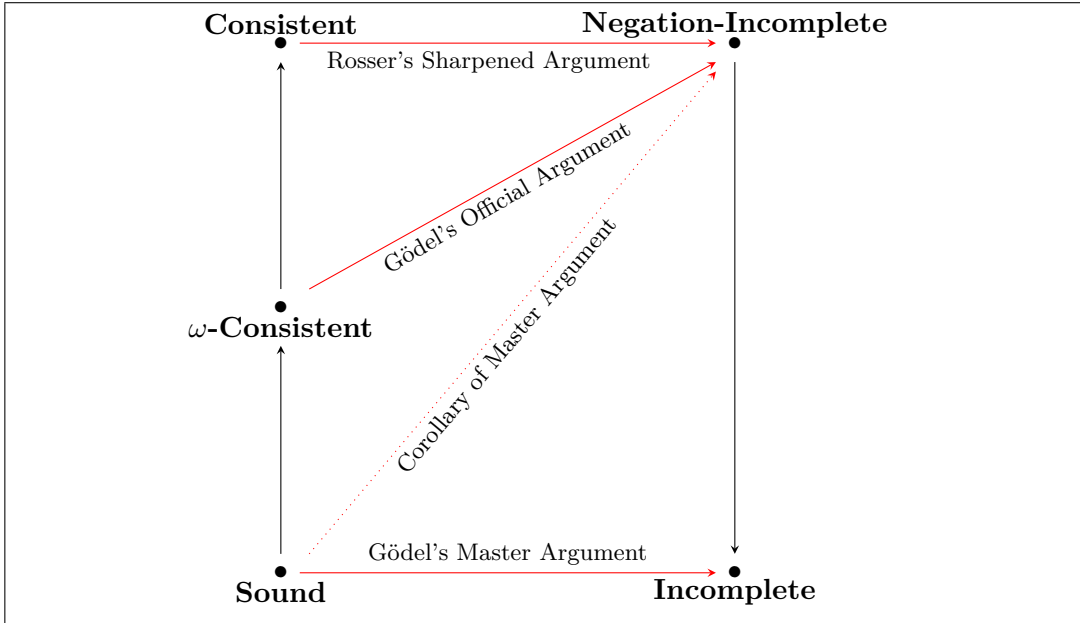 Consistent
Negation-Incomplete
Rosser's Sharpened Argument
Gödel's Official Argument
ω-Consistent
Corollary of Master Argument
Gödel's Master Argument
Sound
Incomplete